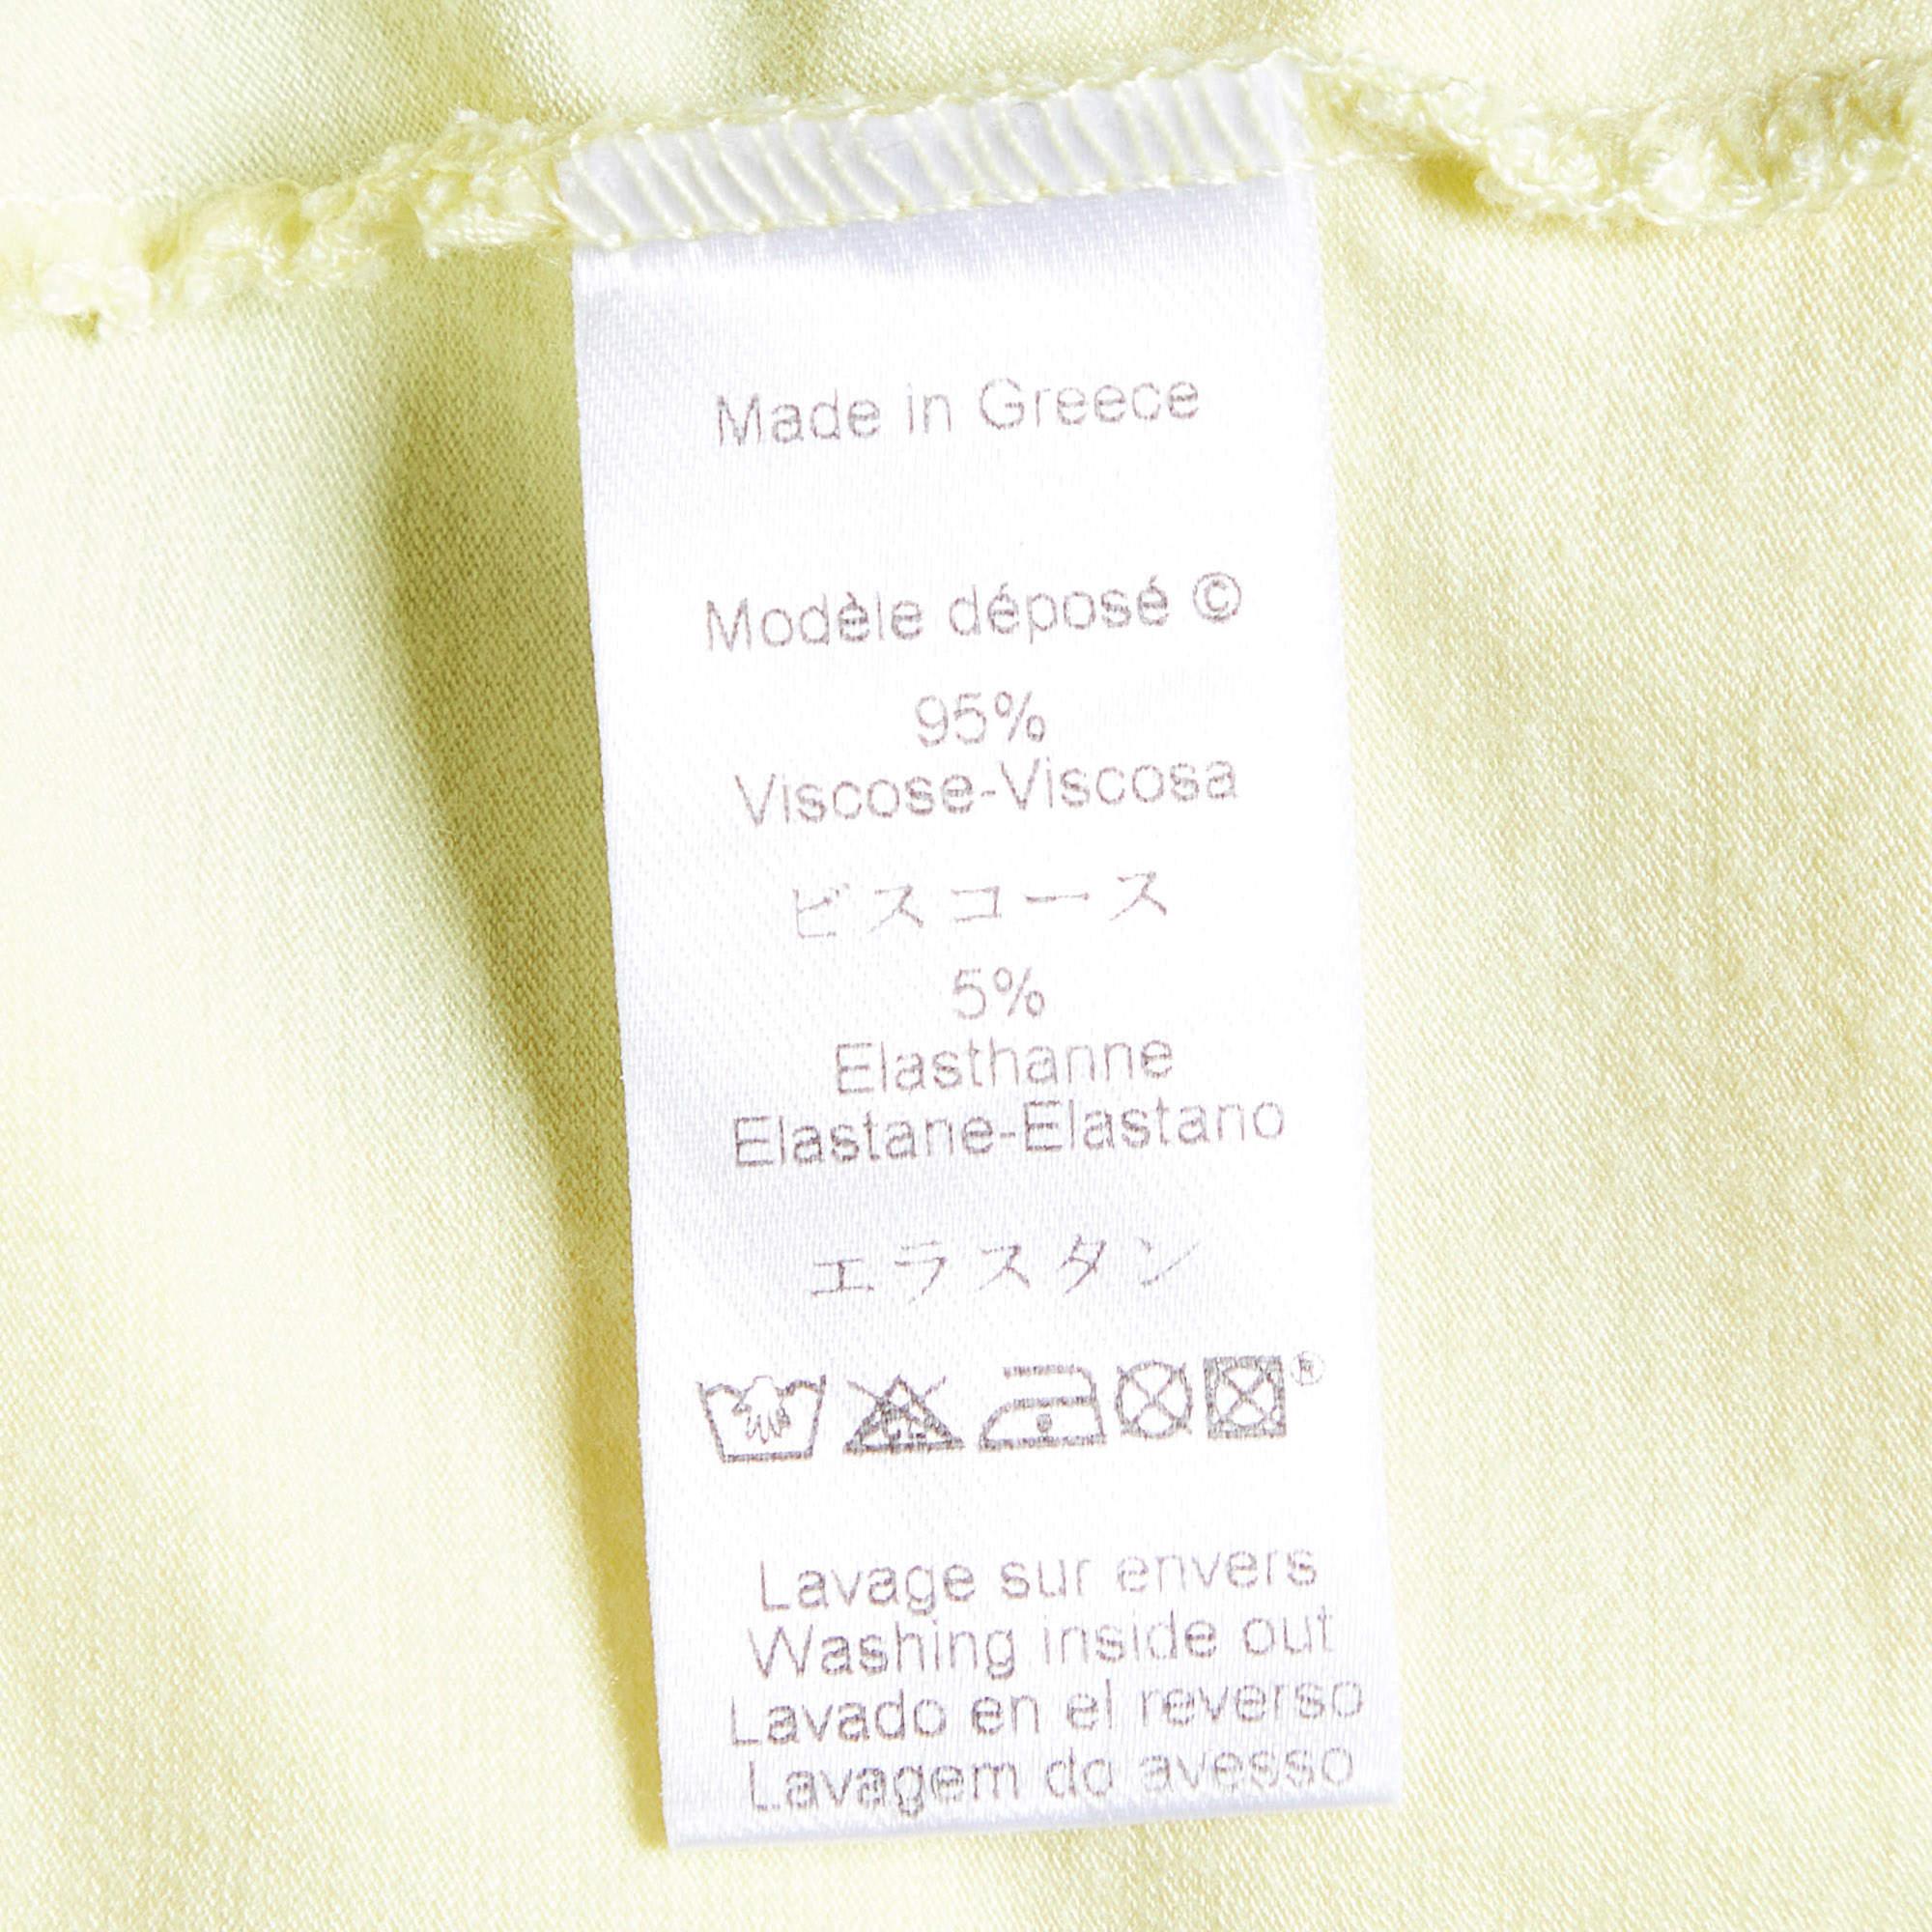 Made in Greece
Modèle déposé ©
95%
Viscose-Viscosa
ビスコース
5%
Elasthanne
Elastane-Elastano
エラスタン
CL ®
Lavage sur envers
Washing inside out
Lavado en el reverso
Lavagem do avesso